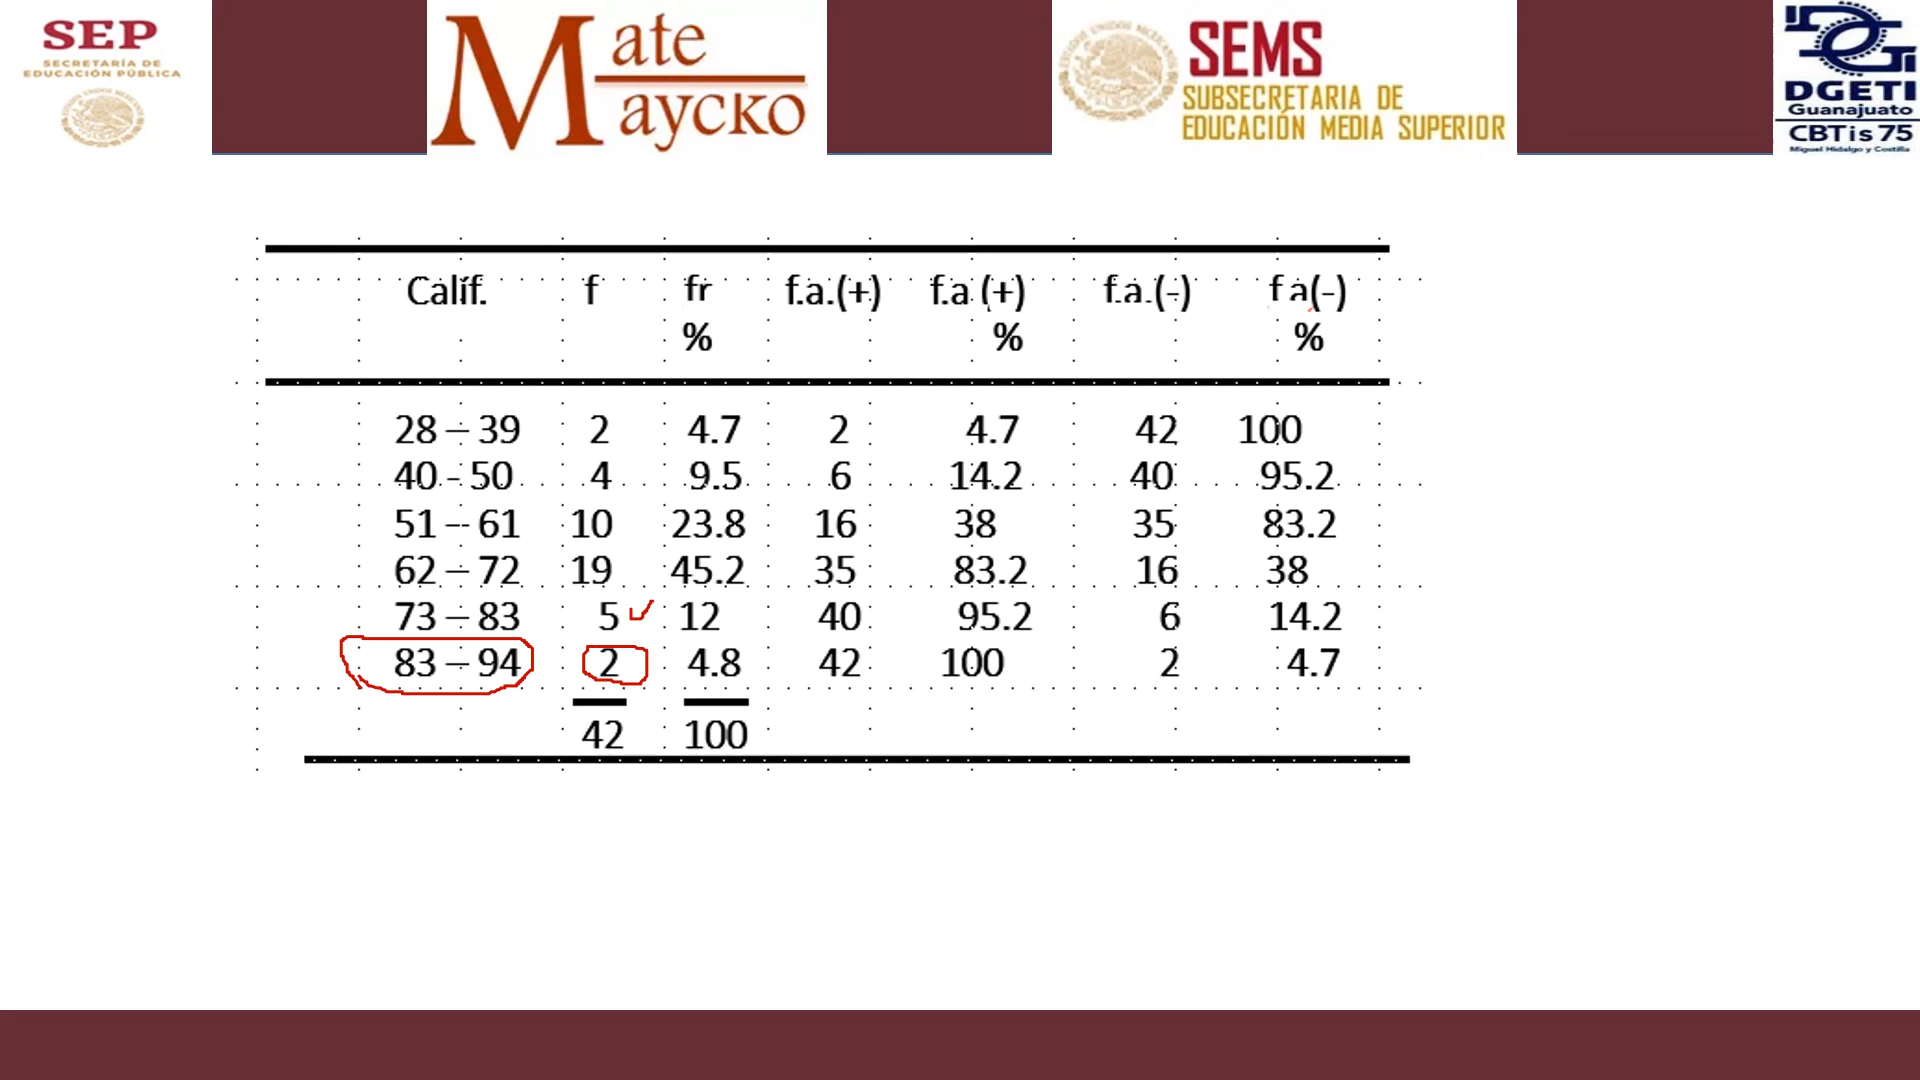 SEP
SECRETARÍA DE
EDUCACIÓN PÚBLICA
Mate
Maycko
SEMS
SUBSECRETARIA DE
EDUCACIÓN MEDIA SUPERIOR
DGETI
Guanajuato
CBTis 75
Miguel Hidalgo y Costilla
Calif. f fr f.a.(+) f.a (+) f.a.(-) f a(-)
% % %
28 – 39 2 4.7 2 4.7 42 100
40 - 50 4 9.5 6 14.2 40 95.2
51 -- 61 10 23.8 16 38 35 83.2
62 – 72 19 45.2 35 83.2 16 38
73 – 83 5 12 40 95.2 6 14.2
83 – 94 2 4.8 42 100 2 4.7
42 100